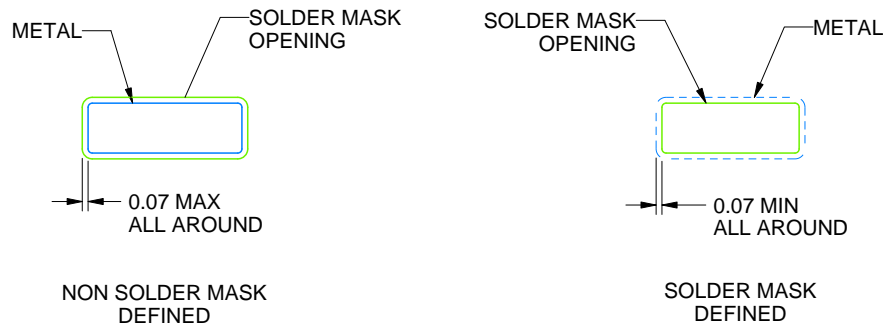 METAL
SOLDER MASK
OPENING
0.07 MAX
ALL AROUND
NON SOLDER MASK
DEFINED
SOLDER MASK
OPENING
METAL
0.07 MIN
ALL AROUND
SOLDER MASK
DEFINED